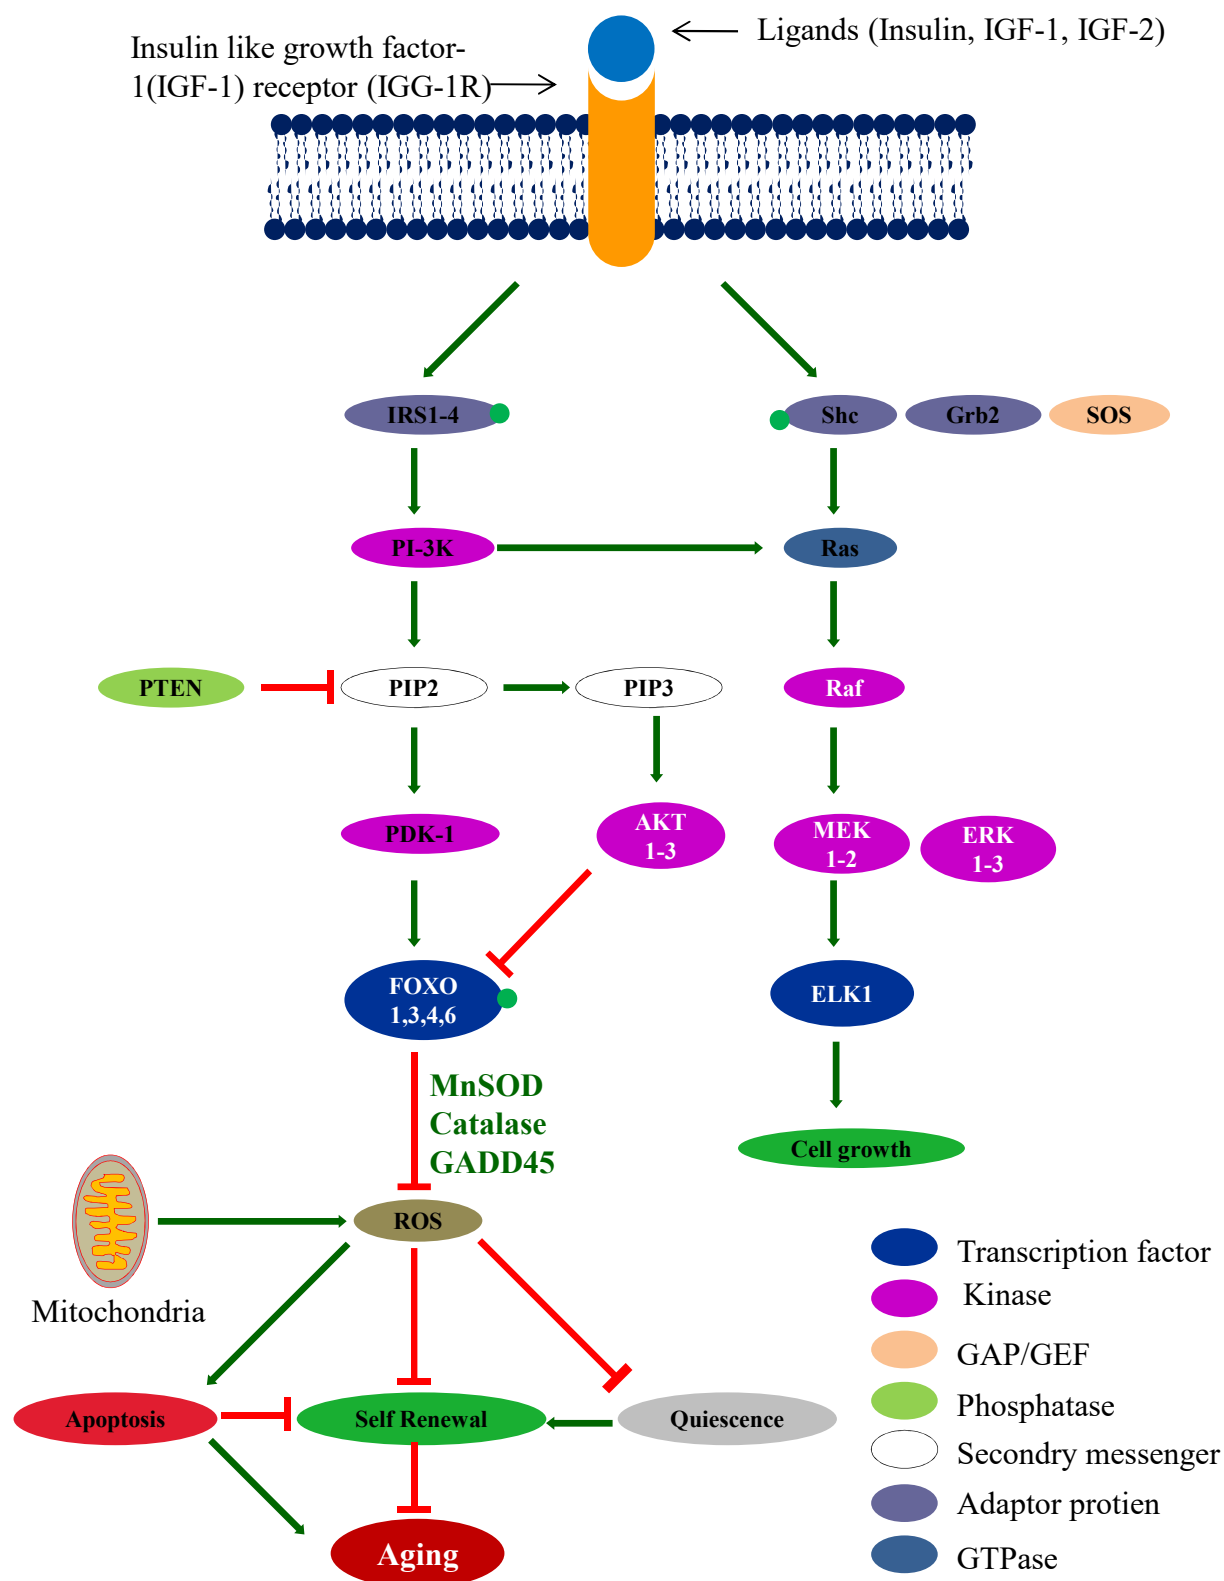 Ligands (Insulin, IGF-1, IGF-2)
Insulin like growth factor-
1(IGF-1) receptor (IGG-1R)
IRS1-4
Shc
Grb2
SOS
PI-3K
Ras
PTEN
PIP2
PIP3
Raf
PDK-1
AKT
1-3
MEK
1-2
ERK
1-3
FOXO
1,3,4,6
ELK1
MnSOD
Catalase
GADD45
Cell growth
ROS
Mitochondria
Apoptosis
Self Renewal
Quiescence
Aging
Transcription factor
Kinase
GAP/GEF
Phosphatase
Secondry messenger
Adaptor protien
GTPase